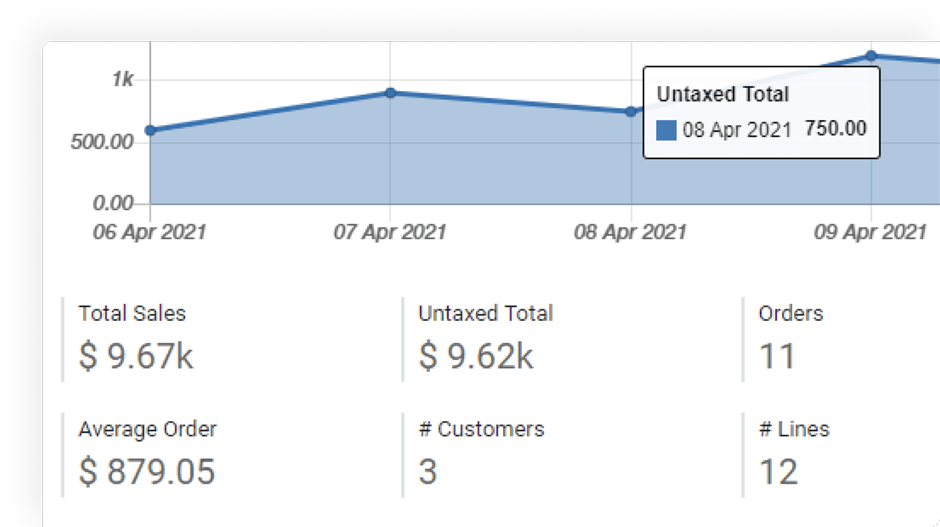 1k
Untaxed Total
08 Apr 2021 750.00
500.00
0.00
06 Apr 2021 07 Apr 2021 08 Apr 2021 09 Apr 2021
Total Sales Untaxed Total Orders
$ 9.67k $ 9.62k 11
Average Order # Customers # Lines
$ 879.05 3 12